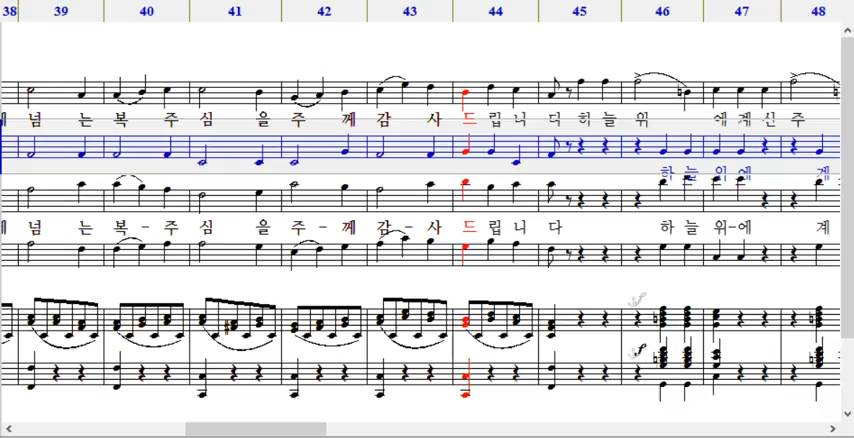 38 39 40 41 42 43 44 45 46 47 48
넘 는 복 주 심 을 주 께 감 사 드 립 니 다 하 늘 위 에 계 신 주
하 늘 위 에 계
넘 는 복 - 주 심 을 주 - 께 감 - 사 드 립 니 다 하 늘 위 - 에 계